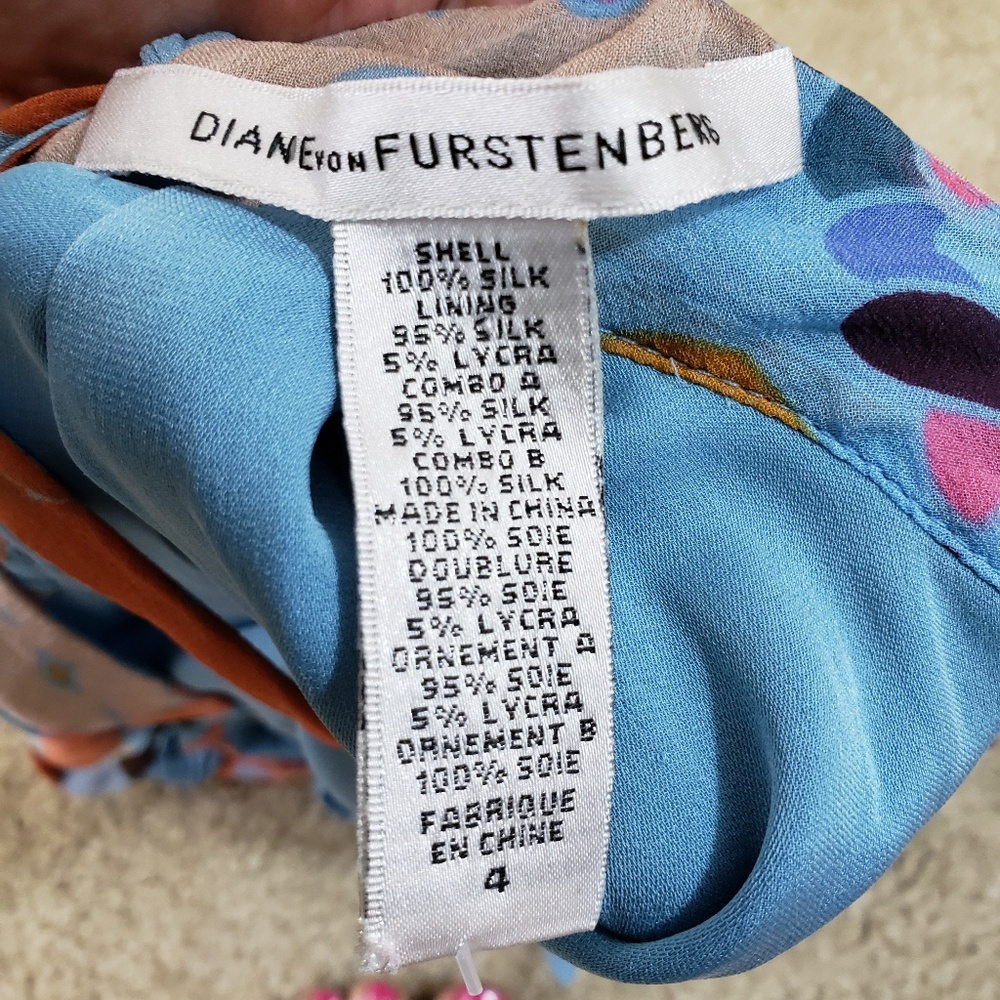 DIANE VON FURSTENBERG
SHELL
100% SILK
LINING
95% SILK
5% LYCRA
COMBO A
95% SILK
5% LYCRA
COMBO B
100% SILK
MADE IN CHINA
100% SOIE
DOUBLURE
95% SOIE
5% LYCRA
ORNEMENT A
95% SOIE
5% LYCRA
ORNEMENT B
100% SOIE
FABRIQUE
EN CHINE
4